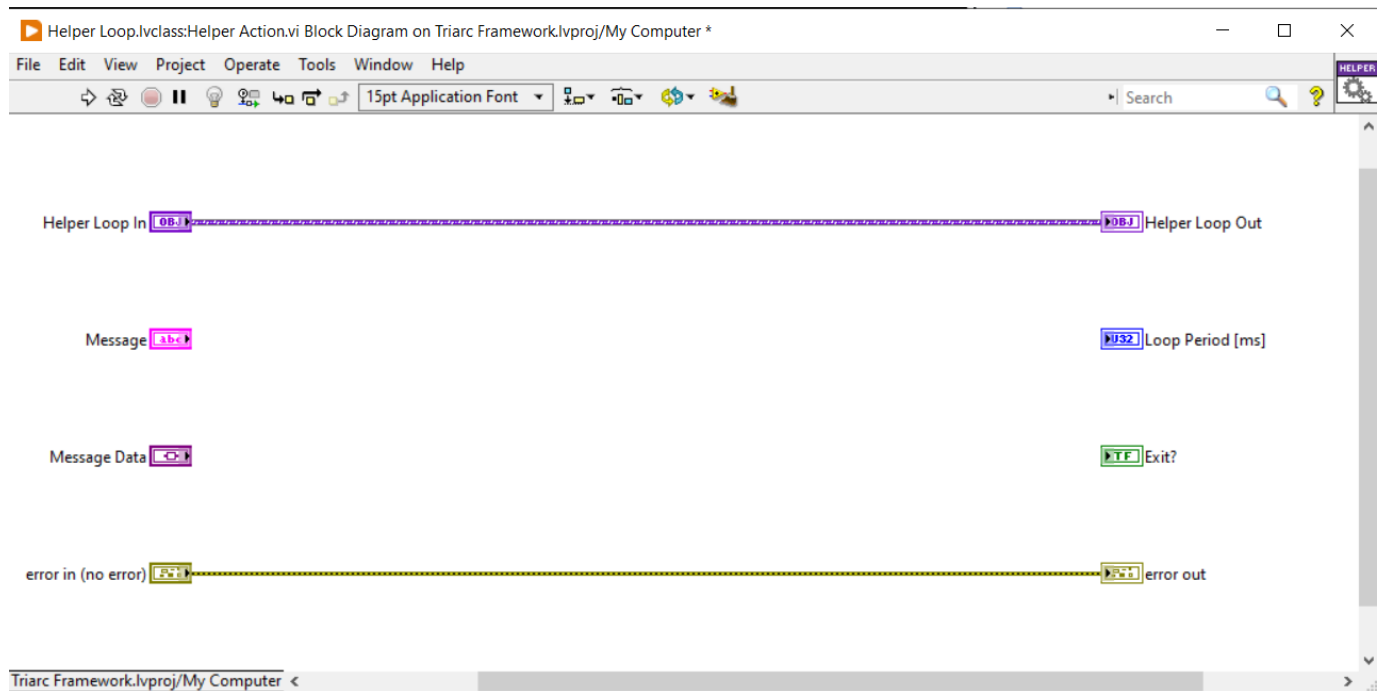 Helper Loop.lvclass:Helper Action.vi Block Diagram on Triarc Framework.lvproj/My Computer *
File Edit View Project Operate Tools Window Help
HELPER
15pt Application Font
Search
Helper Loop In OBJ OBJ Helper Loop Out
Message abc U32 Loop Period [ms]
Message Data TF Exit?
error in (no error) error out
Triarc Framework.lvproj/My Computer <